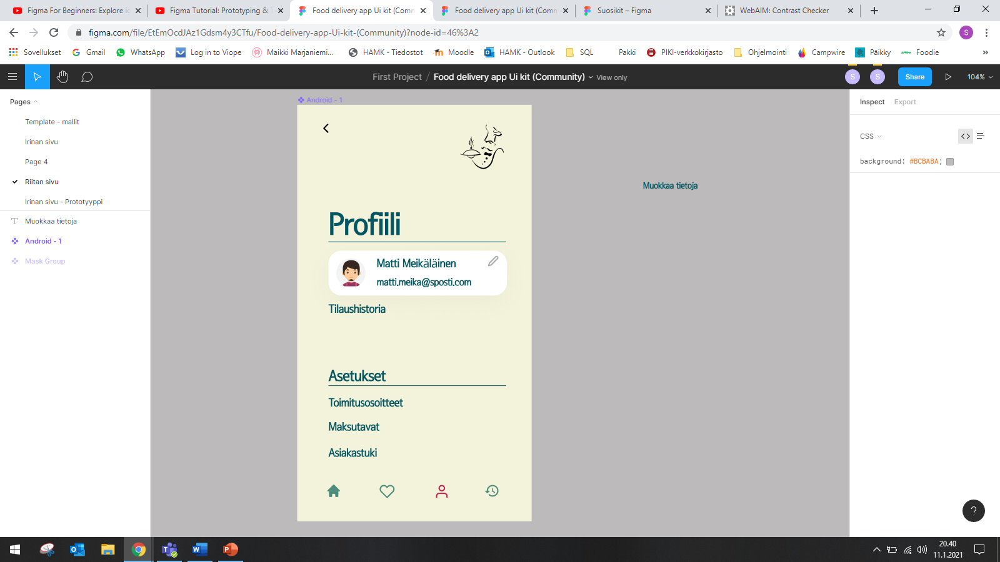 Figma For Beginners: Explore ic
Figma Tutorial: Prototyping & T
Food delivery app Ui kit (Comm
Food delivery app Ui kit (Comm
Suosikit – Figma
WebAIM: Contrast Checker
figma.com/file/EtEmOcdJAz1Gdsm4y3CTfu/Food-delivery-app-Ui-kit-(Community)?node-id=46%3A2
S
Sovellukset
Gmail
WhatsApp
Log in to Viope
Maikki Marjaniemi...
HAMK - Tiedostot
Moodle
HAMK - Outlook
SQL
Pakki
PIKI-verkkokirjasto
Ohjelmointi
Campwire
Päikky
Foodie
»
First Project / Food delivery app Ui kit (Community) View only
S
S
Share
104%
Pages
Template - mallit
Irinan sivu
Page 4
Riitan sivu
Irinan sivu - Prototyyppi
Muokkaa tietoja
Android - 1
Mask Group
Android - 1
Profiili
Matti Meikäläinen
matti.meika@sposti.com
Tilaushistoria
Asetukset
Toimitusosoitteet
Maksutavat
Asiakastuki
Muokkaa tietoja
Inspect
Export
CSS
background: #BCBABA;
?
20.40
11.1.2021